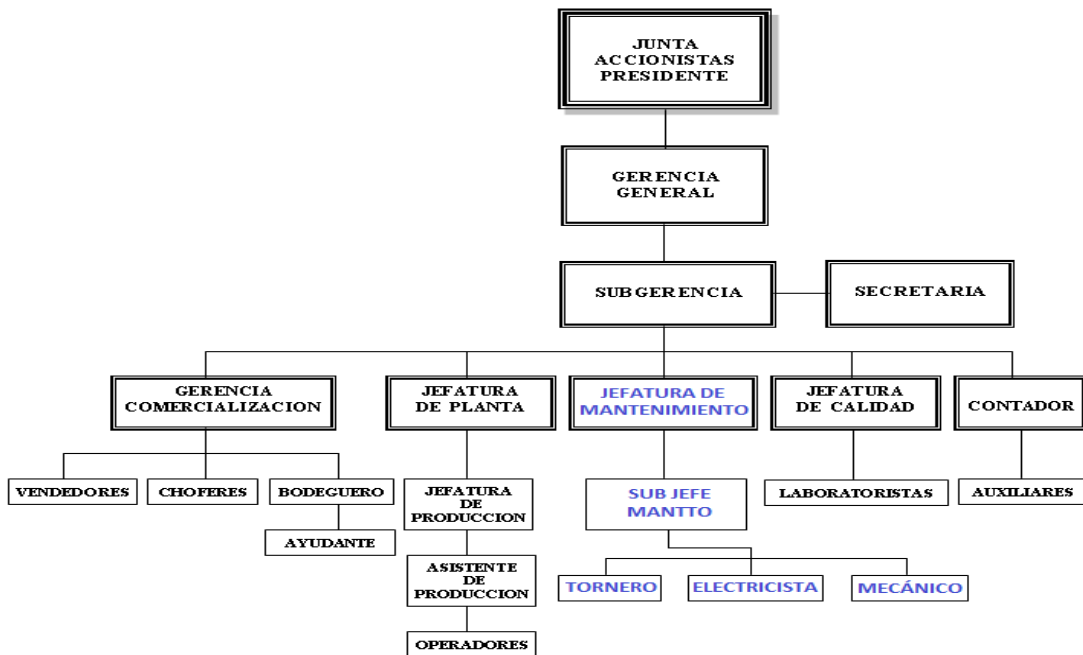 JUNTA
ACCIONISTAS
PRESIDENTE
GERENCIA
GENERAL
SUBGERENCIA
SECRETARIA
GERENCIA
COMERCIALIZACION
JEFATURA
DE PLANTA
JEFATURA DE
MANTENIMIENTO
JEFATURA
DE CALIDAD
CONTADOR
VENDEDORES
CHOFERES
BODEGUERO
AYUDANTE
JEFATURA
DE
PRODUCCION
ASISTENTE
DE
PRODUCCION
OPERADORES
SUB JEFE
MANTTO
TORNERO
ELECTRICISTA
MECÁNICO
LABORATORISTAS
AUXILIARES